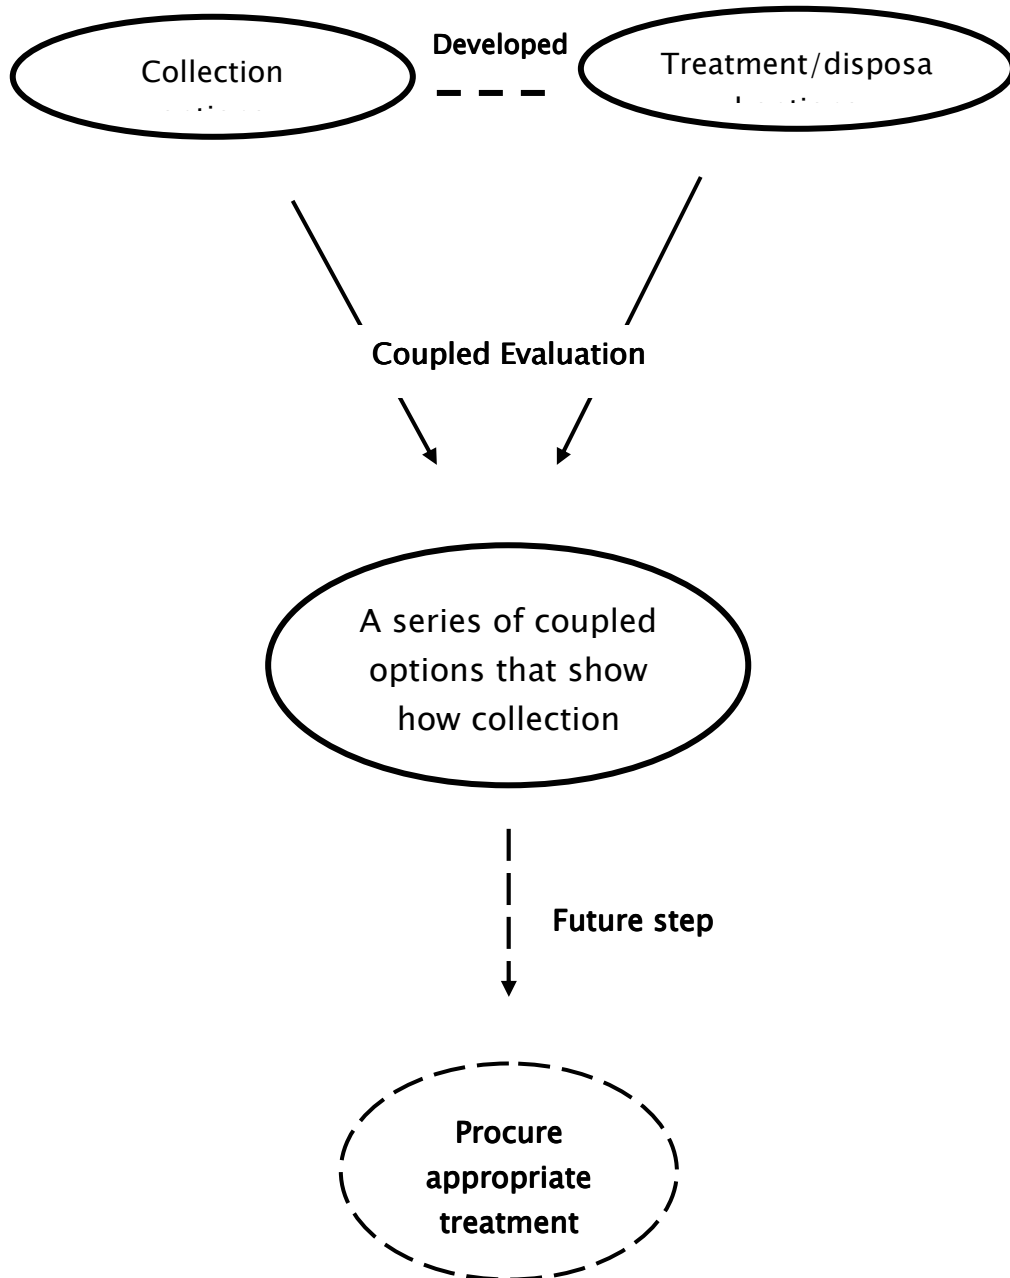 Developed
Collection
Treatment/disposa
Coupled Evaluation
A series of coupled
options that show
how collection
Future step
Procure
appropriate
treatment